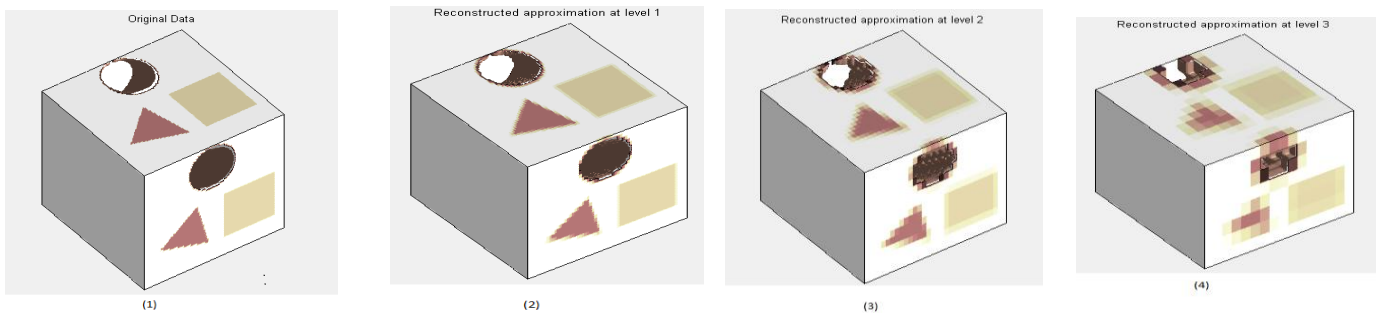 Original Data
Reconstructed approximation at level 1
Reconstructed approximation at level 2
Reconstructed approximation at level 3
(1)
(2)
(3)
(4)